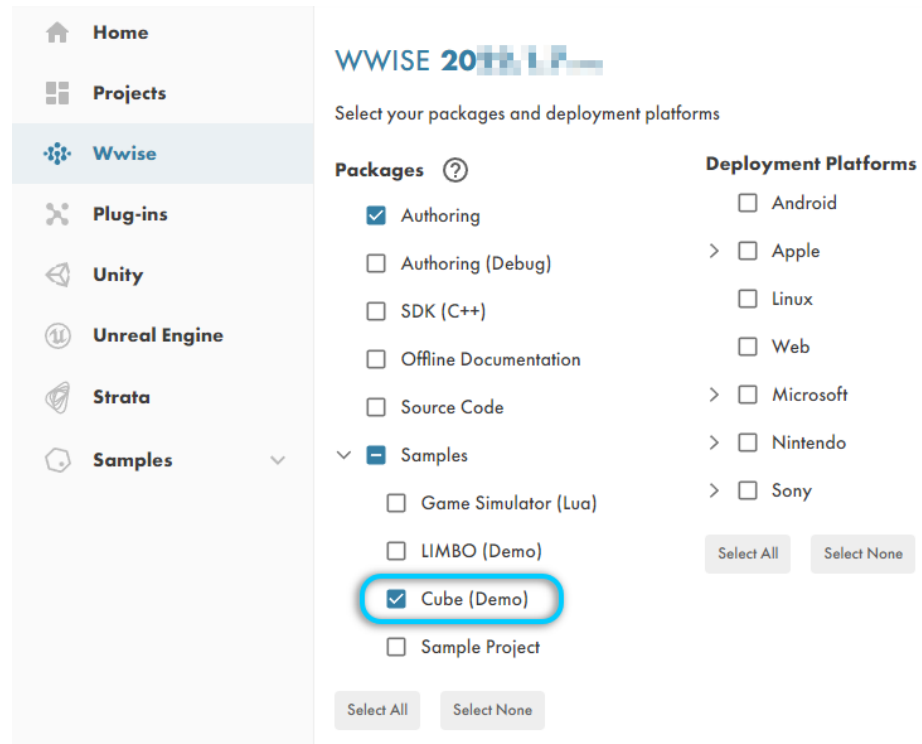 Home
Projects
Wwise
Plug-ins
Unity
Unreal Engine
Strata
Samples
WWISE 20
Select your packages and deployment platforms
Packages ?
Authoring
Authoring (Debug)
SDK (C++)
Offline Documentation
Source Code
Samples
Game Simulator (Lua)
LIMBO (Demo)
Cube (Demo)
Sample Project
Select All Select None
Deployment Platforms
Android
Apple
Linux
Web
Microsoft
Nintendo
Sony
Select All Select None